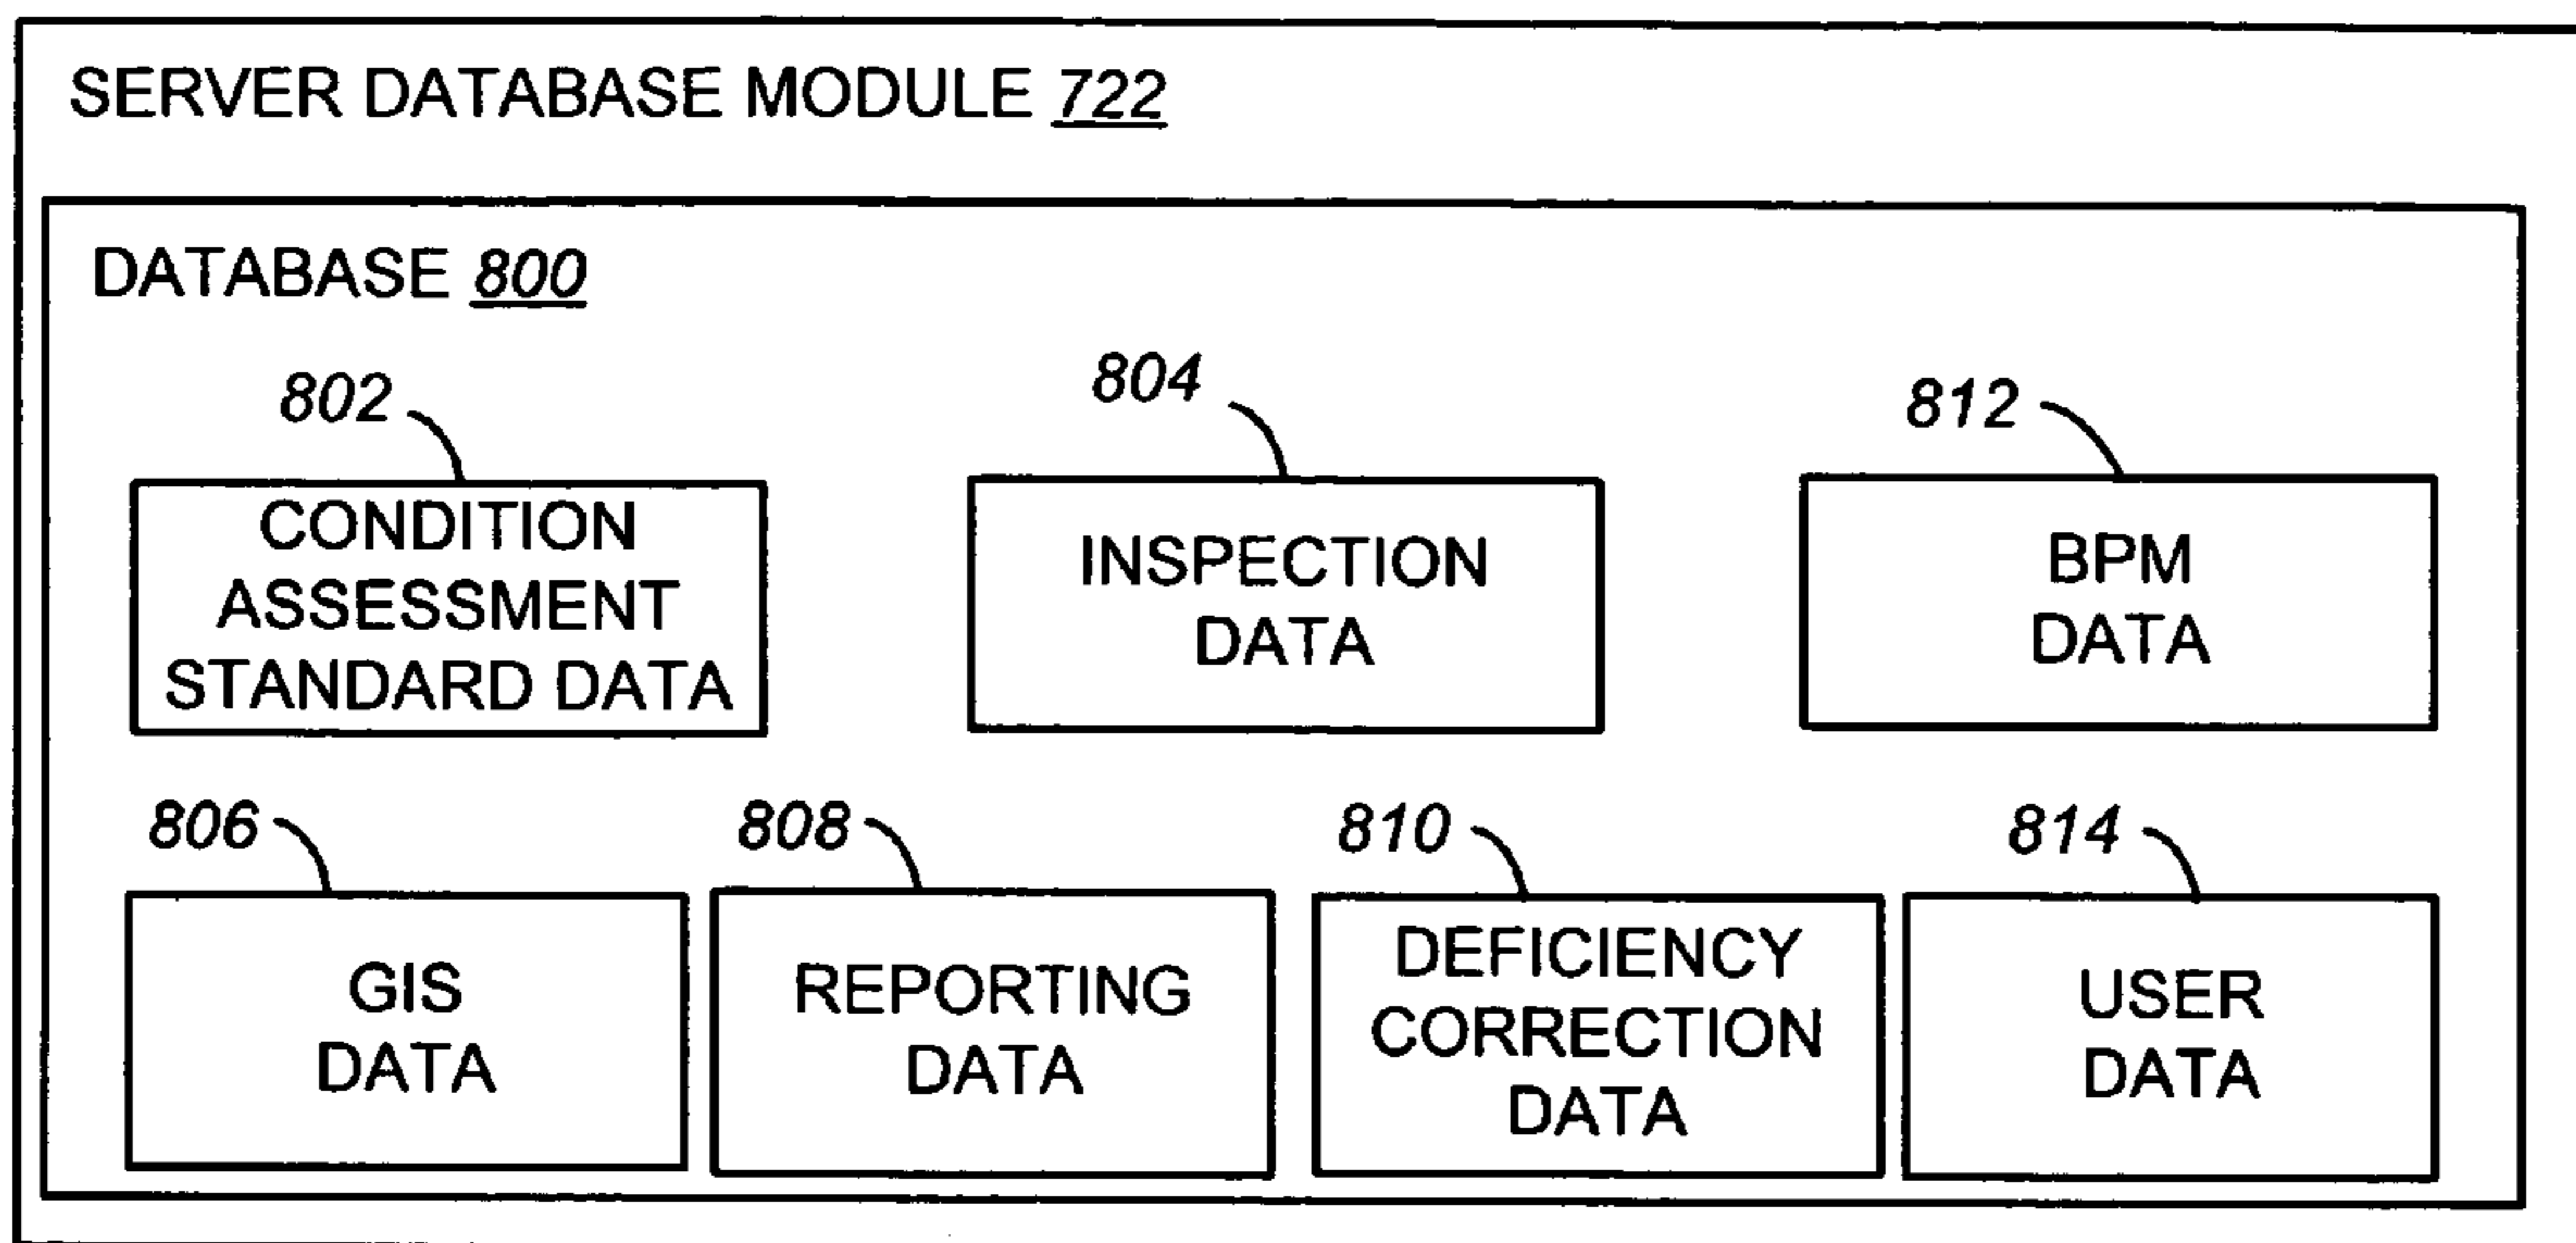 SERVER DATABASE MODULE 722
DATABASE 800
802
804
812
CONDITION
ASSESSMENT
STANDARD DATA
INSPECTION
DATA
BPM
DATA
806
808
810
814
GIS
DATA
REPORTING
DATA
DEFICIENCY
CORRECTION
DATA
USER
DATA